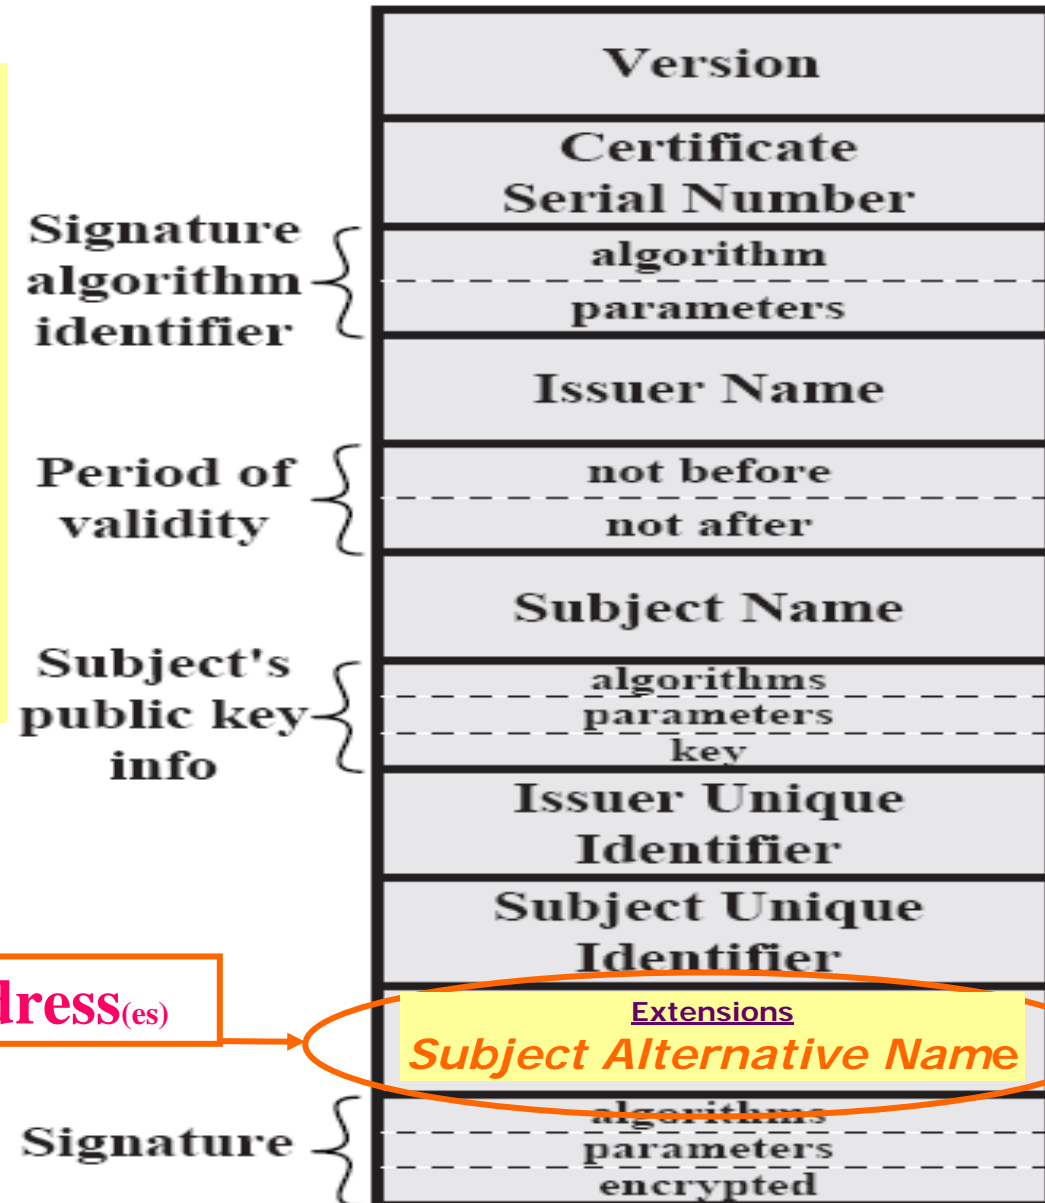 Version
Certificate
Serial Number
Signature
algorithm
identifier
algorithm
parameters
Issuer Name
Period of
validity
not before
not after
Subject Name
Subject's
public key
info
algorithms
parameters
key
Issuer Unique
Identifier
Subject Unique
Identifier
(es)
Extensions
Subject Alternative Name
Signature
algorithms
parameters
encrypted